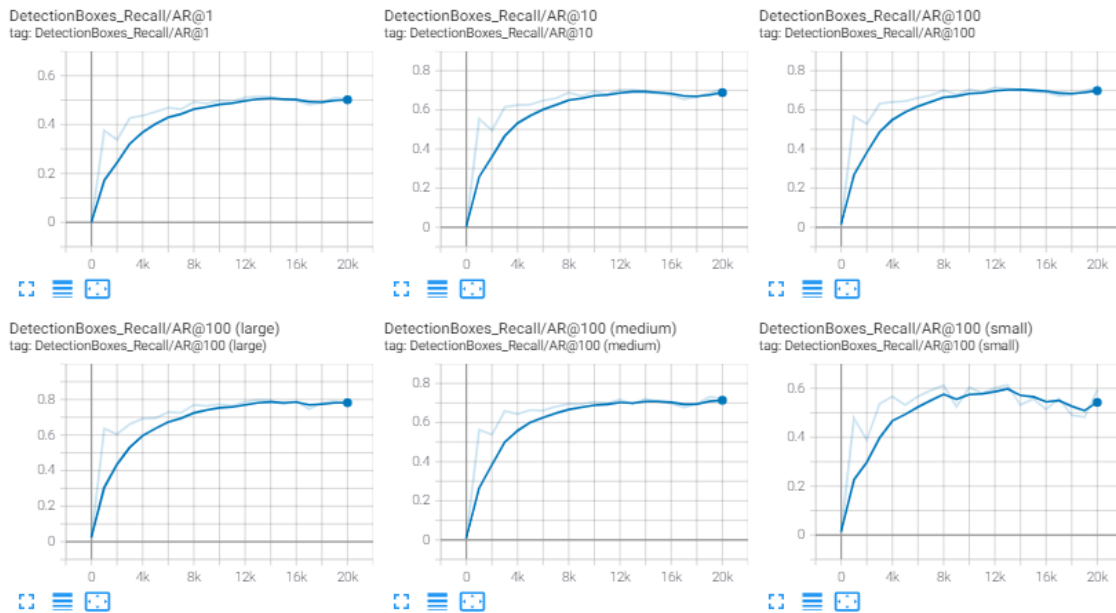 DetectionBoxes_Recall/AR@1
tag: DetectionBoxes_Recall/AR@1
0.6
0.4
0.2
0
0 4k 8k 12k 16k 20k
DetectionBoxes_Recall/AR@10
tag: DetectionBoxes_Recall/AR@10
0.8
0.6
0.4
0.2
0
0 4k 8k 12k 16k 20k
DetectionBoxes_Recall/AR@100
tag: DetectionBoxes_Recall/AR@100
0.8
0.6
0.4
0.2
0
0 4k 8k 12k 16k 20k
DetectionBoxes_Recall/AR@100 (large)
tag: DetectionBoxes_Recall/AR@100 (large)
0.8
0.6
0.4
0.2
0
0 4k 8k 12k 16k 20k
DetectionBoxes_Recall/AR@100 (medium)
tag: DetectionBoxes_Recall/AR@100 (medium)
0.8
0.6
0.4
0.2
0
0 4k 8k 12k 16k 20k
DetectionBoxes_Recall/AR@100 (small)
tag: DetectionBoxes_Recall/AR@100 (small)
0.6
0.4
0.2
0
0 4k 8k 12k 16k 20k